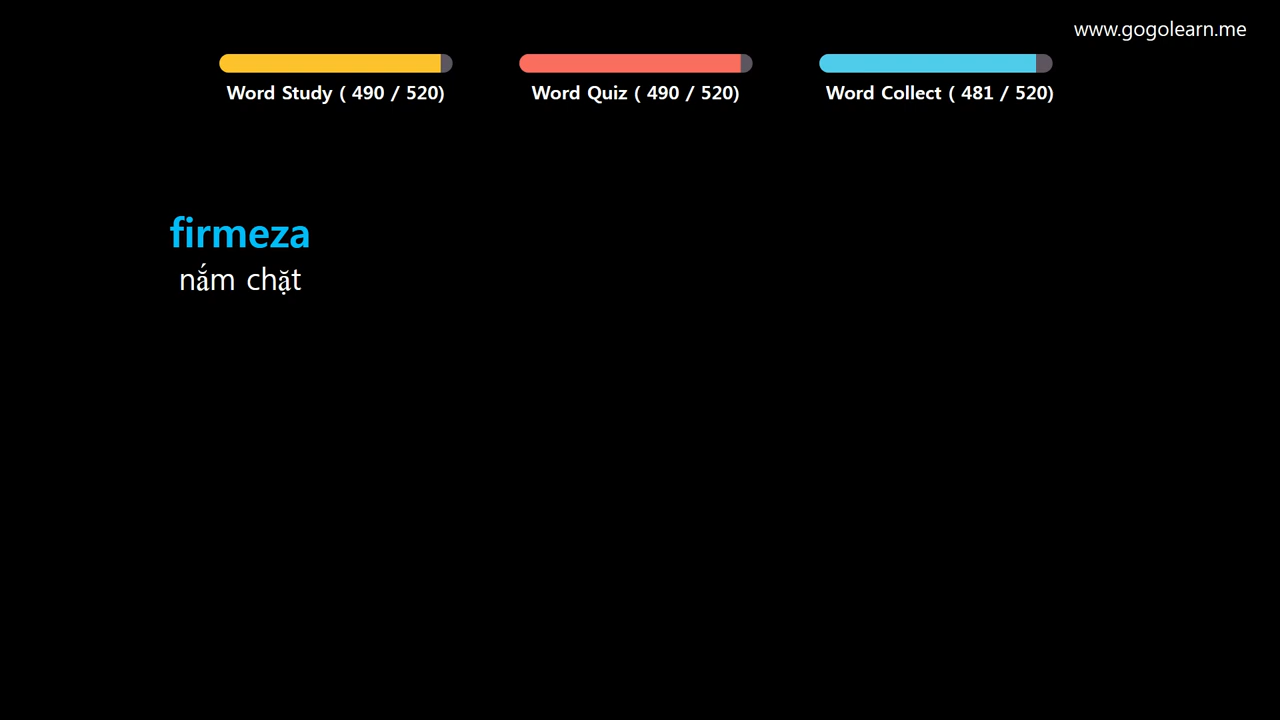 www.gogolearn.me
Word Study ( 490 / 520)
Word Quiz ( 490 / 520)
Word Collect ( 481 / 520)
firmeza
nắm chặt